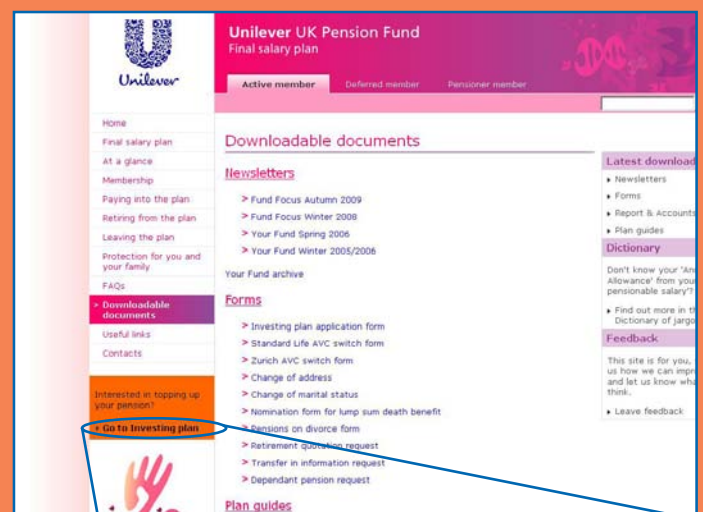 Unilever
Unilever UK Pension Fund
Final salary plan
Active member
Deferred member
Pensioner member
Home
Final salary plan
At a glance
Membership
Paying into the plan
Retiring from the plan
Leaving the plan
Protection for you and
your family
FAQs
> Downloadable
documents
Useful links
Contacts
Interested in topping up
your pension?
Go to Investing plan
Downloadable documents
Newsletters
> Fund Focus Autumn 2009
> Fund Focus Winter 2008
> Your Fund Spring 2006
> Your Fund Winter 2005/2006
Your Fund archive
Forms
> Investing plan application form
> Standard Life AVC switch form
> Zurich AVC switch form
> Change of address
> Change of marital status
> Nomination form for lump sum death benefit
> Pensions on divorce form
> Retirement quotation request
> Transfer in information request
> Dependant pension request
Plan guides
Latest download
Newsletters
Forms
Report & Accounts
Plan guides
Dictionary
Don't know your
Allowance' from you
pensionable salary'?
Find out more in
Dictionary of jargo
Feedback
This site is for you,
us how we can
and let us know
think.
Leave feedback